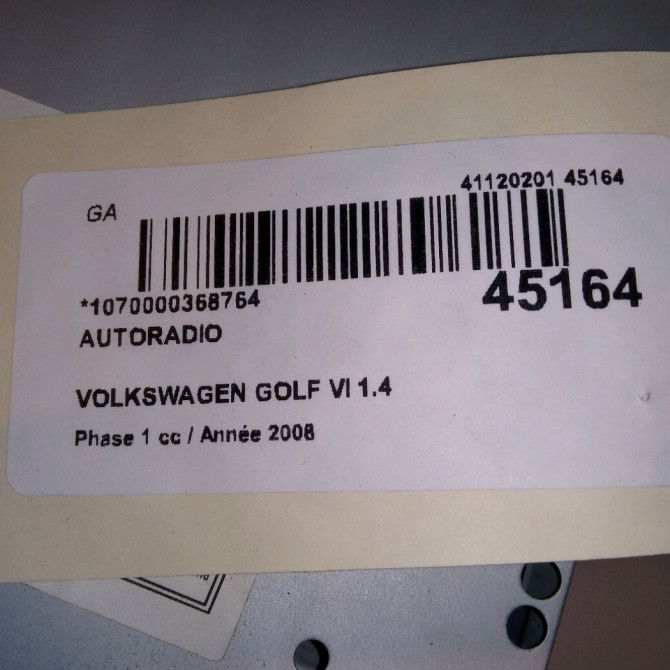 41120201 45164
GA
45164
*1070000368764
AUTORADIO
VOLKSWAGEN GOLF VI 1.4
Phase 1 cc / Année 2008